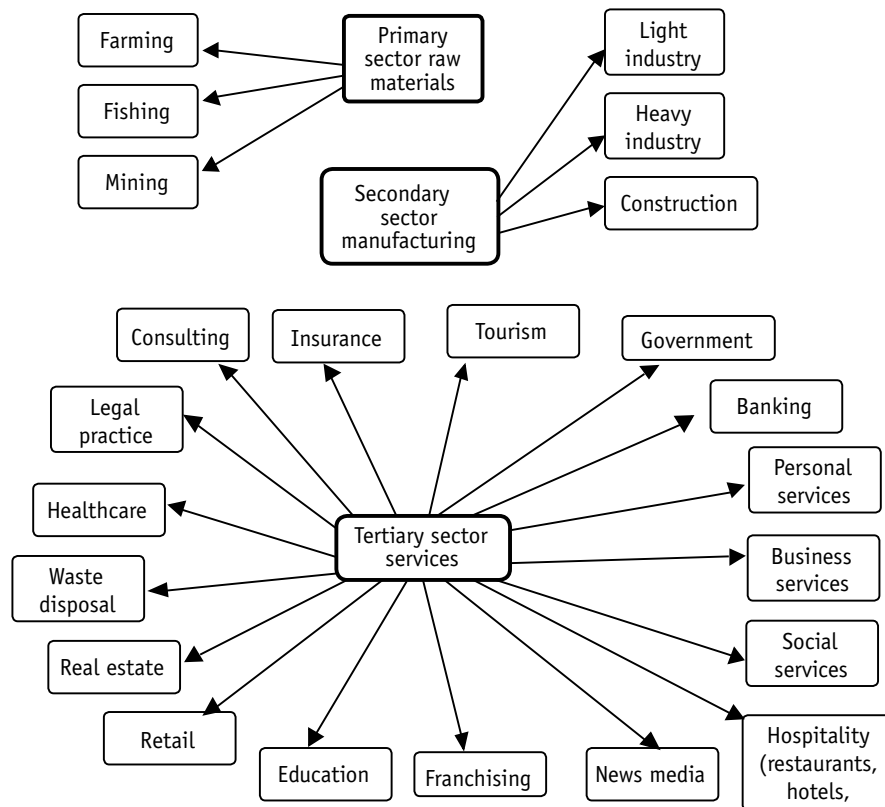 Farming
Primary
sector raw
materials
Light
industry
Fishing
Heavy
industry
Mining
Secondary
sector
manufacturing
Construction
Consulting
Insurance
Tourism
Government
Legal
practice
Banking
Healthcare
Personal
services
Tertiary sector
services
Waste
disposal
Business
services
Real estate
Social
services
Retail
Education
Franchising
News media
Hospitality
(restaurants,
hotels,